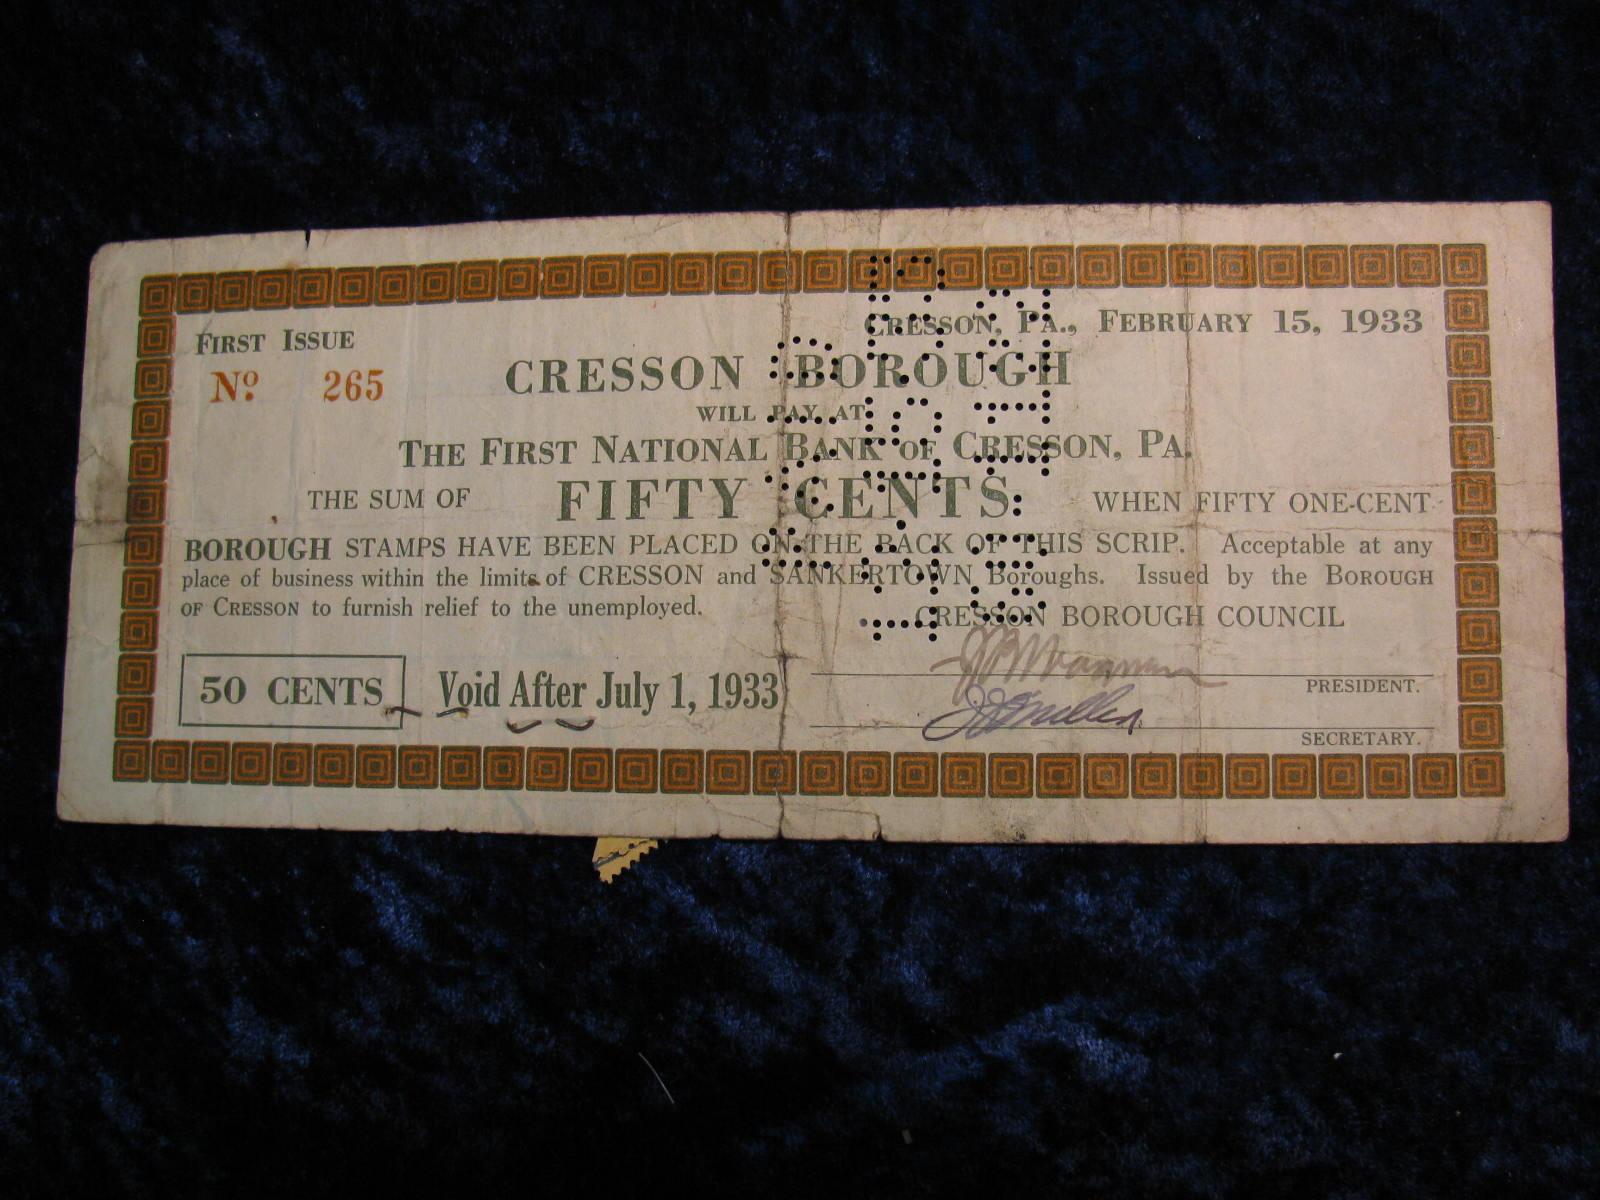 First Issue
No. 265
Cresson, Pa., February 15, 1933
CRESSON BOROUGH
WILL PAY AT
The First National Bank of Cresson, Pa.
THE SUM OF FIFTY CENTS WHEN FIFTY ONE-CENT
BOROUGH STAMPS HAVE BEEN PLACED ON THE BACK OF THIS SCRIP. Acceptable at any
place of business within the limits of CRESSON and SANKERTOWN Boroughs. Issued by the Borough
of Cresson to furnish relief to the unemployed.
CRESSON BOROUGH COUNCIL
PRESIDENT.
50 CENTS Void After July 1, 1933
SECRETARY.